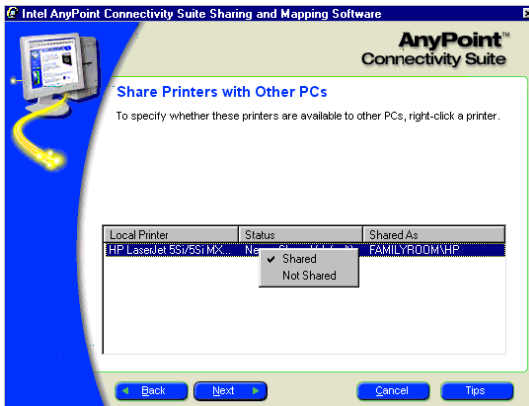 Intel AnyPoint Connectivity Suite Sharing and Mapping Software
AnyPoint™
Connectivity Suite
Share Printers with Other PCs
To specify whether these printers are available to other PCs, right-click a printer.
Local Printer Status Shared As
HP LaserJet 5Si/5Si MX... FAMILYROOM\HP
Shared
Not Shared
Back Next Cancel Tips